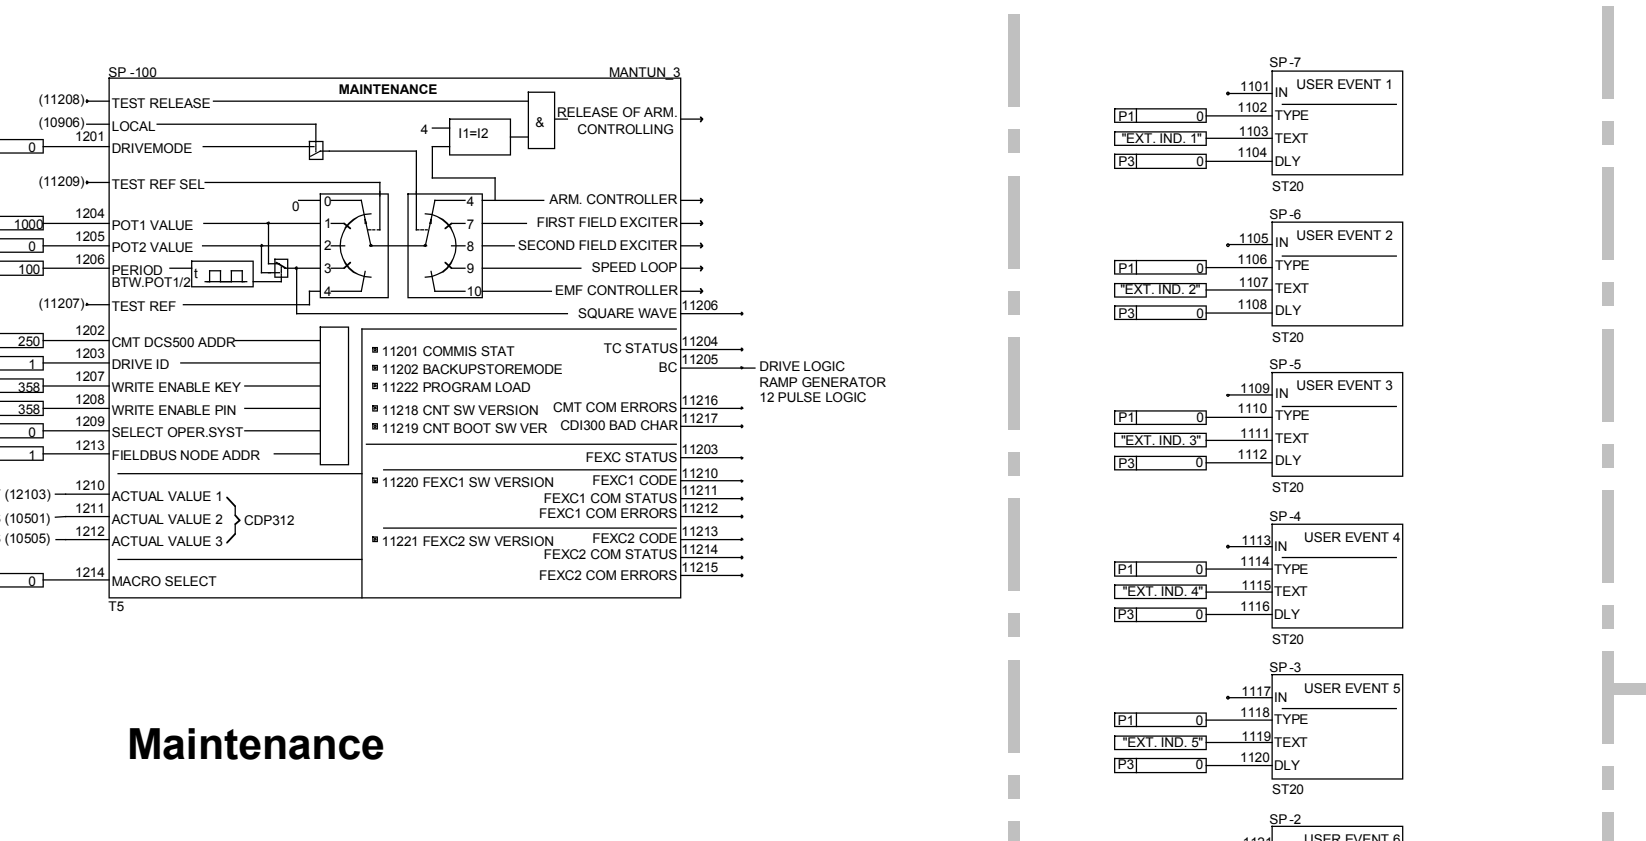 SP -100 MANTUN_3
MAINTENANCE
(11208) TEST RELEASE
(10906) LOCAL
0 1201 DRIVEMODE
(11209) TEST REF SEL
1000 1204 POT1 VALUE
0 1205 POT2 VALUE
100 1206 PERIOD
BTW.POT1/2
t
(11207) TEST REF
250 1202 CMT DCS500 ADDR
1 1203 DRIVE ID
358 1207 WRITE ENABLE KEY
358 1208 WRITE ENABLE PIN
0 1209 SELECT OPER.SYST
1 1213 FIELDBUS NODE ADDR
(12103) 1210 ACTUAL VALUE 1
(10501) 1211 ACTUAL VALUE 2
(10505) 1212 ACTUAL VALUE 3
CDP312
0 1214 MACRO SELECT
T5
4 I1=I2
&
0 0
1
2
3
4
4
7
8
9
10
RELEASE OF ARM.
CONTROLLING
ARM. CONTROLLER
FIRST FIELD EXCITER
SECOND FIELD EXCITER
SPEED LOOP
EMF CONTROLLER
SQUARE WAVE 11206
11201 COMMIS STAT
11202 BACKUPSTOREMODE
11222 PROGRAM LOAD
11218 CNT SW VERSION
11219 CNT BOOT SW VER
TC STATUS 11204
BC 11205
DRIVE LOGIC
RAMP GENERATOR
12 PULSE LOGIC
CMT COM ERRORS 11216
CDI300 BAD CHAR 11217
FEXC STATUS 11203
11220 FEXC1 SW VERSION FEXC1 CODE 11210
FEXC1 COM STATUS 11211
FEXC1 COM ERRORS 11212
11221 FEXC2 SW VERSION FEXC2 CODE 11213
FEXC2 COM STATUS 11214
FEXC2 COM ERRORS 11215
Maintenance
SP -7
1101 IN USER EVENT 1
P1 0 1102 TYPE
"EXT. IND. 1" 1103 TEXT
P3 0 1104 DLY
ST20
SP -6
1105 IN USER EVENT 2
P1 0 1106 TYPE
"EXT. IND. 2" 1107 TEXT
P3 0 1108 DLY
ST20
SP -5
1109 IN USER EVENT 3
P1 0 1110 TYPE
"EXT. IND. 3" 1111 TEXT
P3 0 1112 DLY
ST20
SP -4
1113 IN USER EVENT 4
P1 0 1114 TYPE
"EXT. IND. 4" 1115 TEXT
P3 0 1116 DLY
ST20
SP -3
1117 IN USER EVENT 5
P1 0 1118 TYPE
"EXT. IND. 5" 1119 TEXT
P3 0 1120 DLY
ST20
SP -2
1121 USER EVENT 6